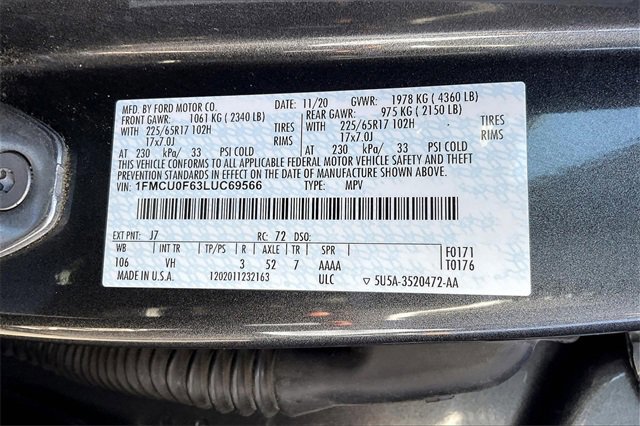 MFD. BY FORD MOTOR CO. DATE: 11/20 GVWR: 1978 KG ( 4360 LB)
FRONT GAWR: 1061 KG ( 2340 LB) REAR GAWR: 975 KG ( 2150 LB)
WITH 225/65R17 102H TIRES WITH 225/65R17 102H TIRES
17x7.0J RIMS 17x7.0J RIMS
AT 230 kPa/ 33 PSI COLD AT 230 kPa/ 33 PSI COLD
THIS VEHICLE CONFORMS TO ALL APPLICABLE FEDERAL MOTOR VEHICLE SAFETY AND THEFT
PREVENTION STANDARDS IN EFFECT ON THE DATE OF MANUFACTURE SHOWN ABOVE.
VIN: 1FMCU0F63LUC69566 TYPE: MPV
EXT PNT: J7 RC: 72 DSO:
WB INT TR TP/PS R AXLE TR SPR F0171
106 VH 3 52 7 AAAA T0176
MADE IN U.S.A. 1202011232163 ULC 5U5A-3520472-AA